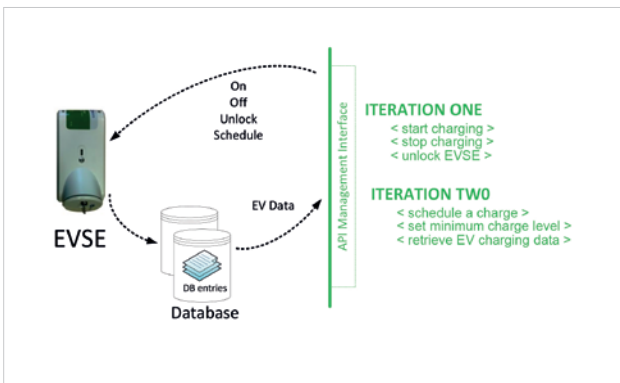 On
Off
Unlock
Schedule
EVSE
EV Data
DB entries
Database
API Management Interface
ITERATION ONE
< start charging >
< stop charging >
< unlock EVSE >
ITERATION TW0
< schedule a charge >
< set minimum charge level >
< retrieve EV charging data >